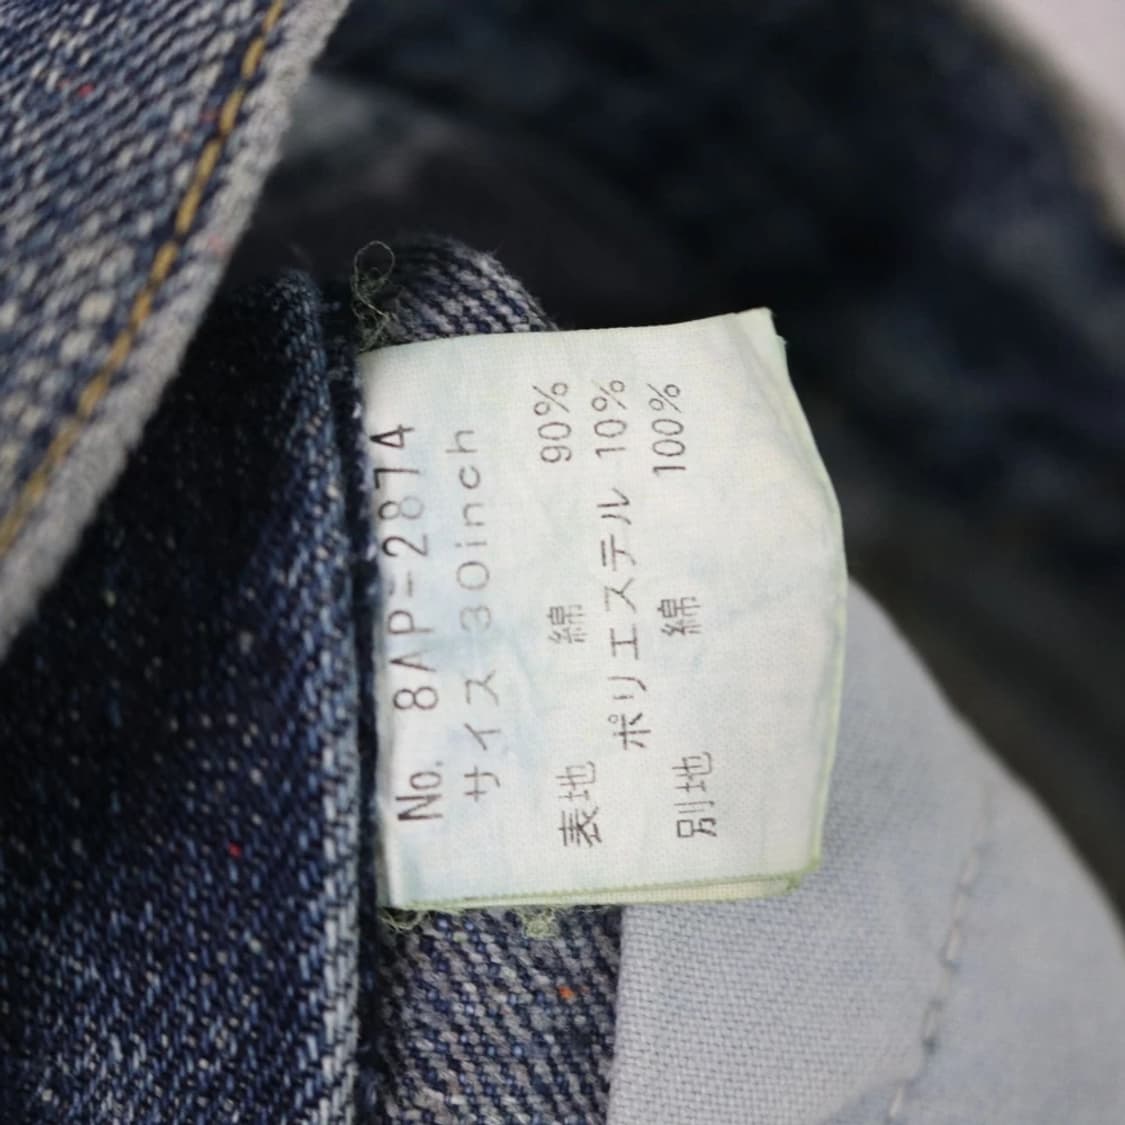 No. 8AP-2874
サイズ 30inch
表地 綿 90%
ポリエステル 10%
別地 綿 100%